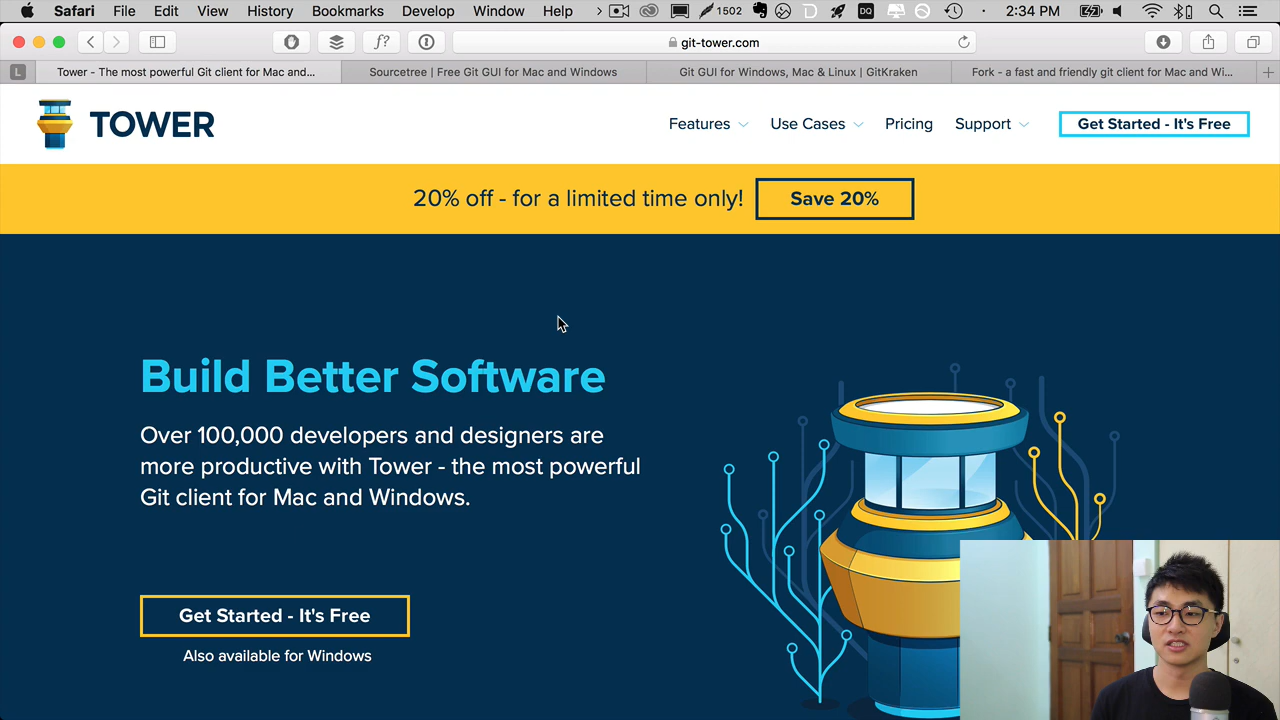 Safari File Edit View History Bookmarks Develop Window Help 1502 DQ 2:34 PM
f? git-tower.com
L Tower - The most powerful Git client for Mac and... Sourcetree | Free Git GUI for Mac and Windows Git GUI for Windows, Mac & Linux | GitKraken Fork - a fast and friendly git client for Mac and Wi...
TOWER Features Use Cases Pricing Support Get Started - It's Free
20% off - for a limited time only! Save 20%
Build Better Software
Over 100,000 developers and designers are
more productive with Tower - the most powerful
Git client for Mac and Windows.
Get Started - It's Free
Also available for Windows